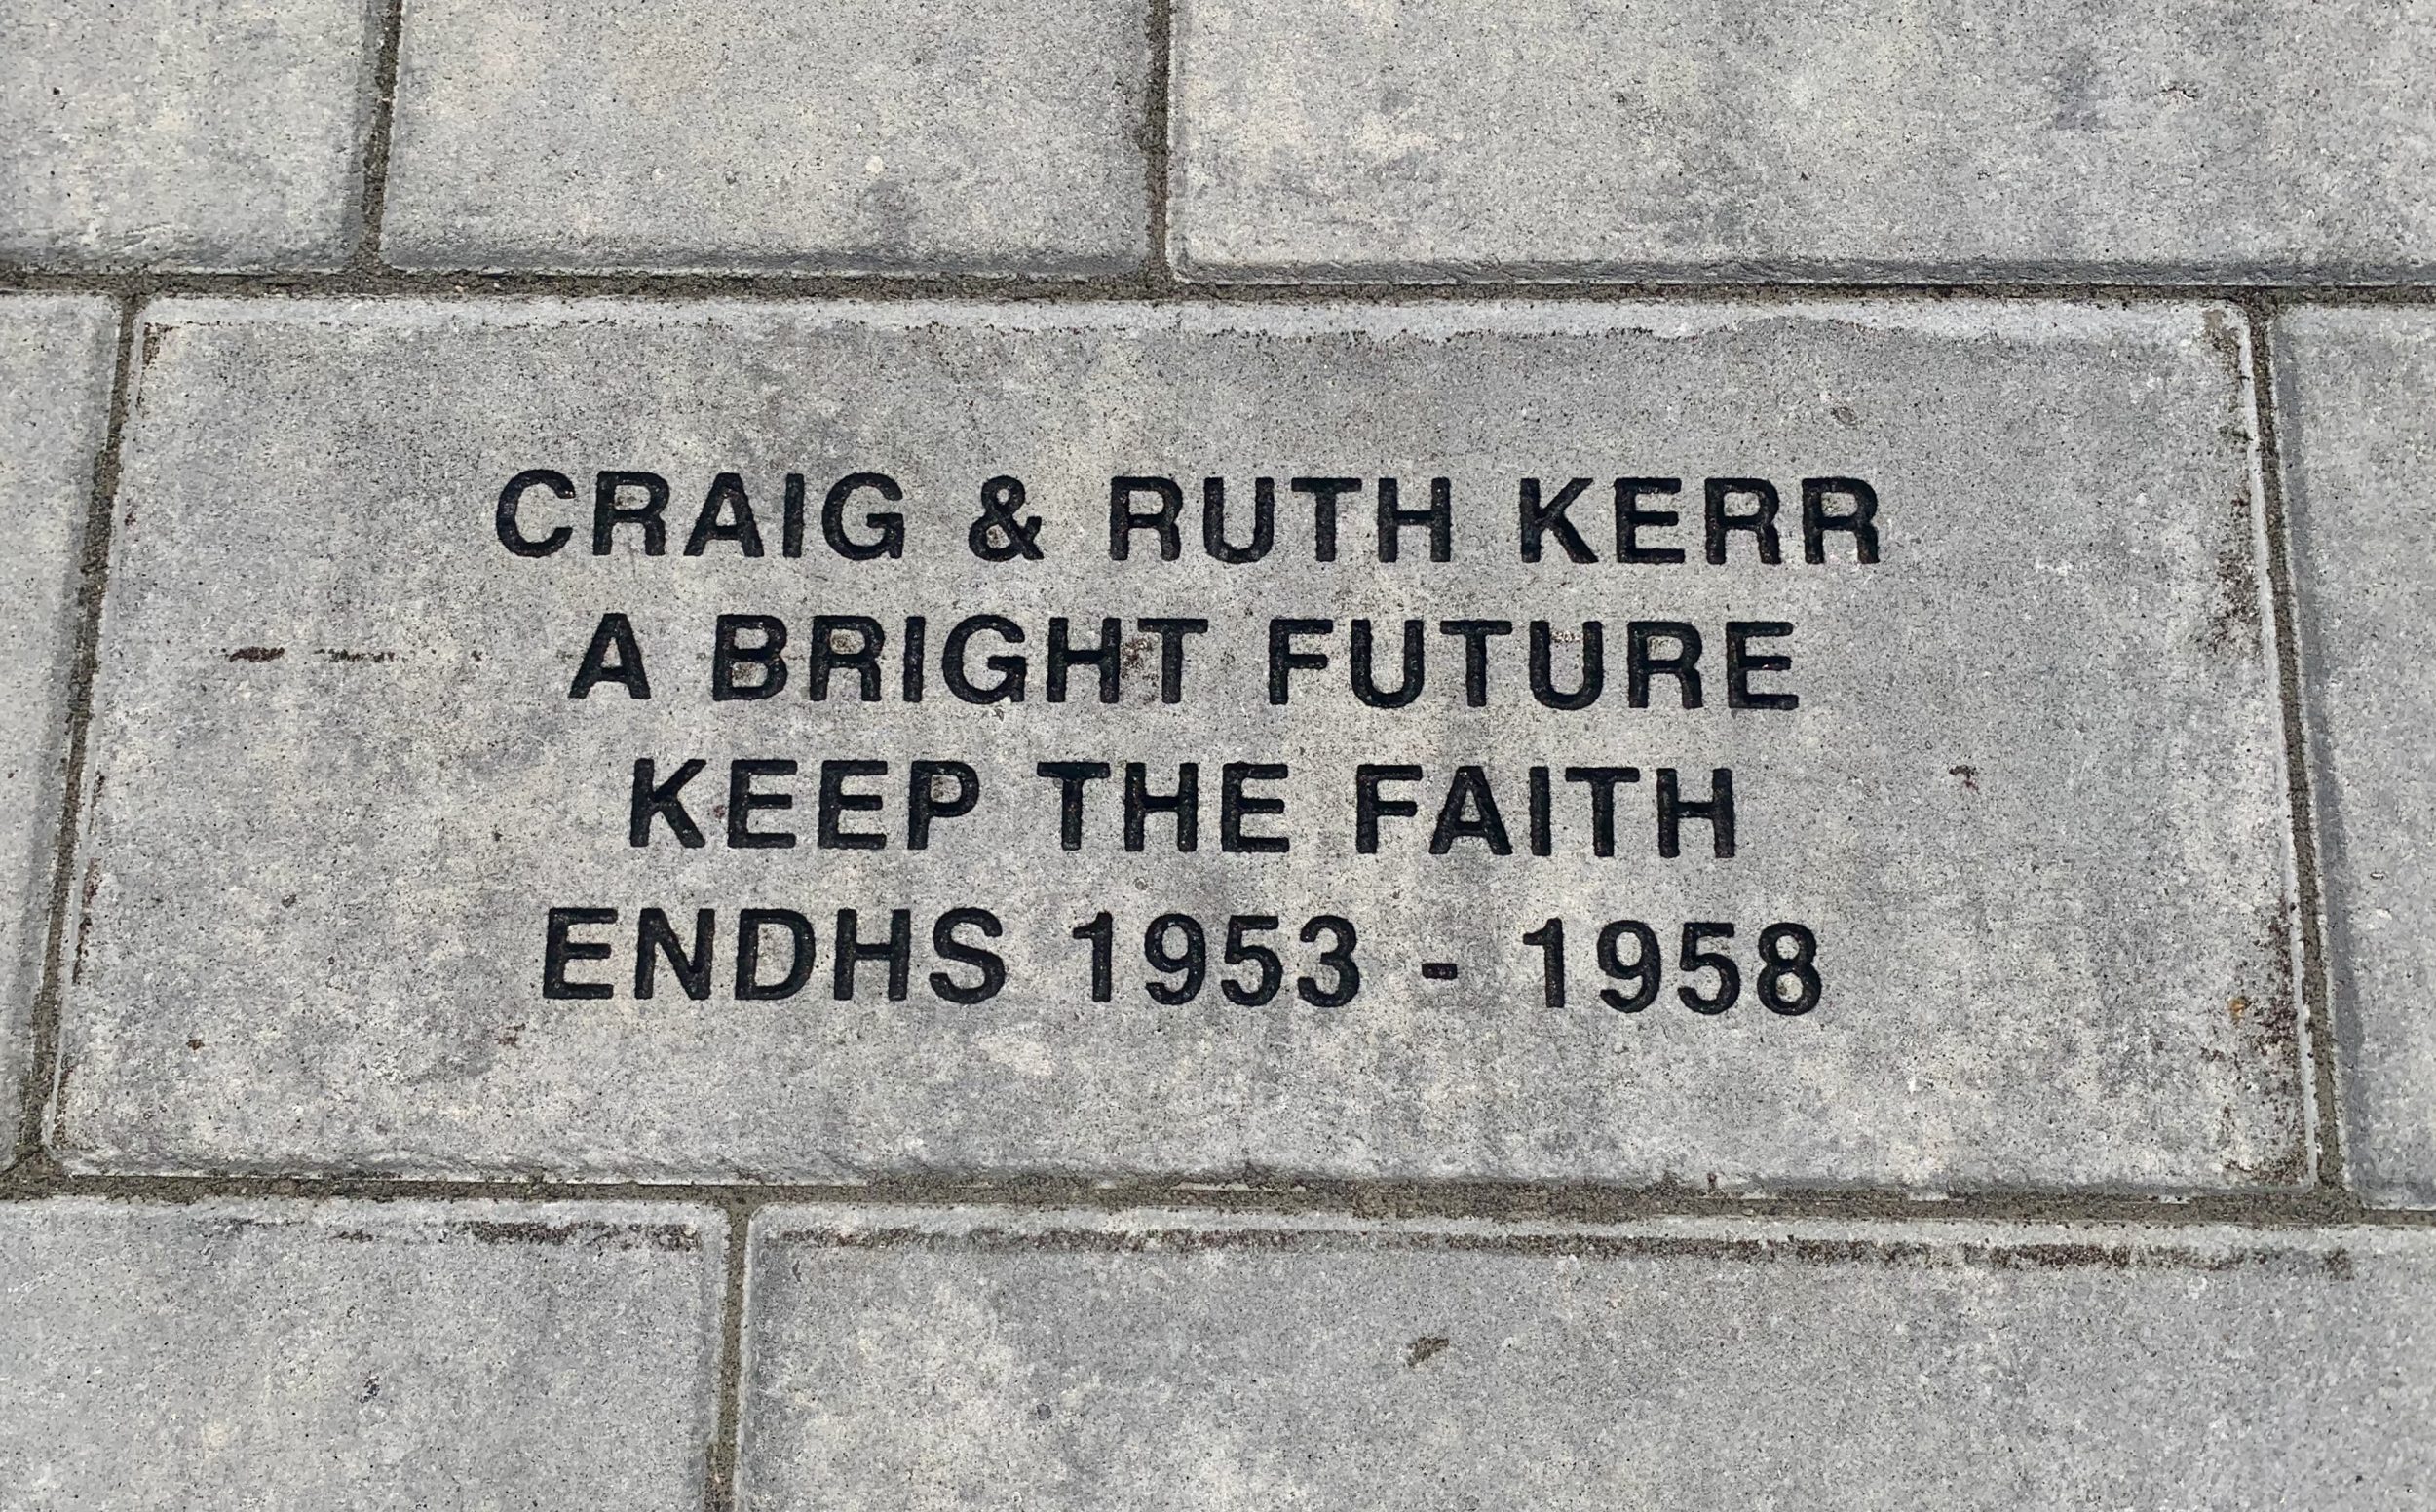 CRAIG & RUTH KERR
A BRIGHT FUTURE
KEEP THE FAITH
ENDHS 1953 - 1958